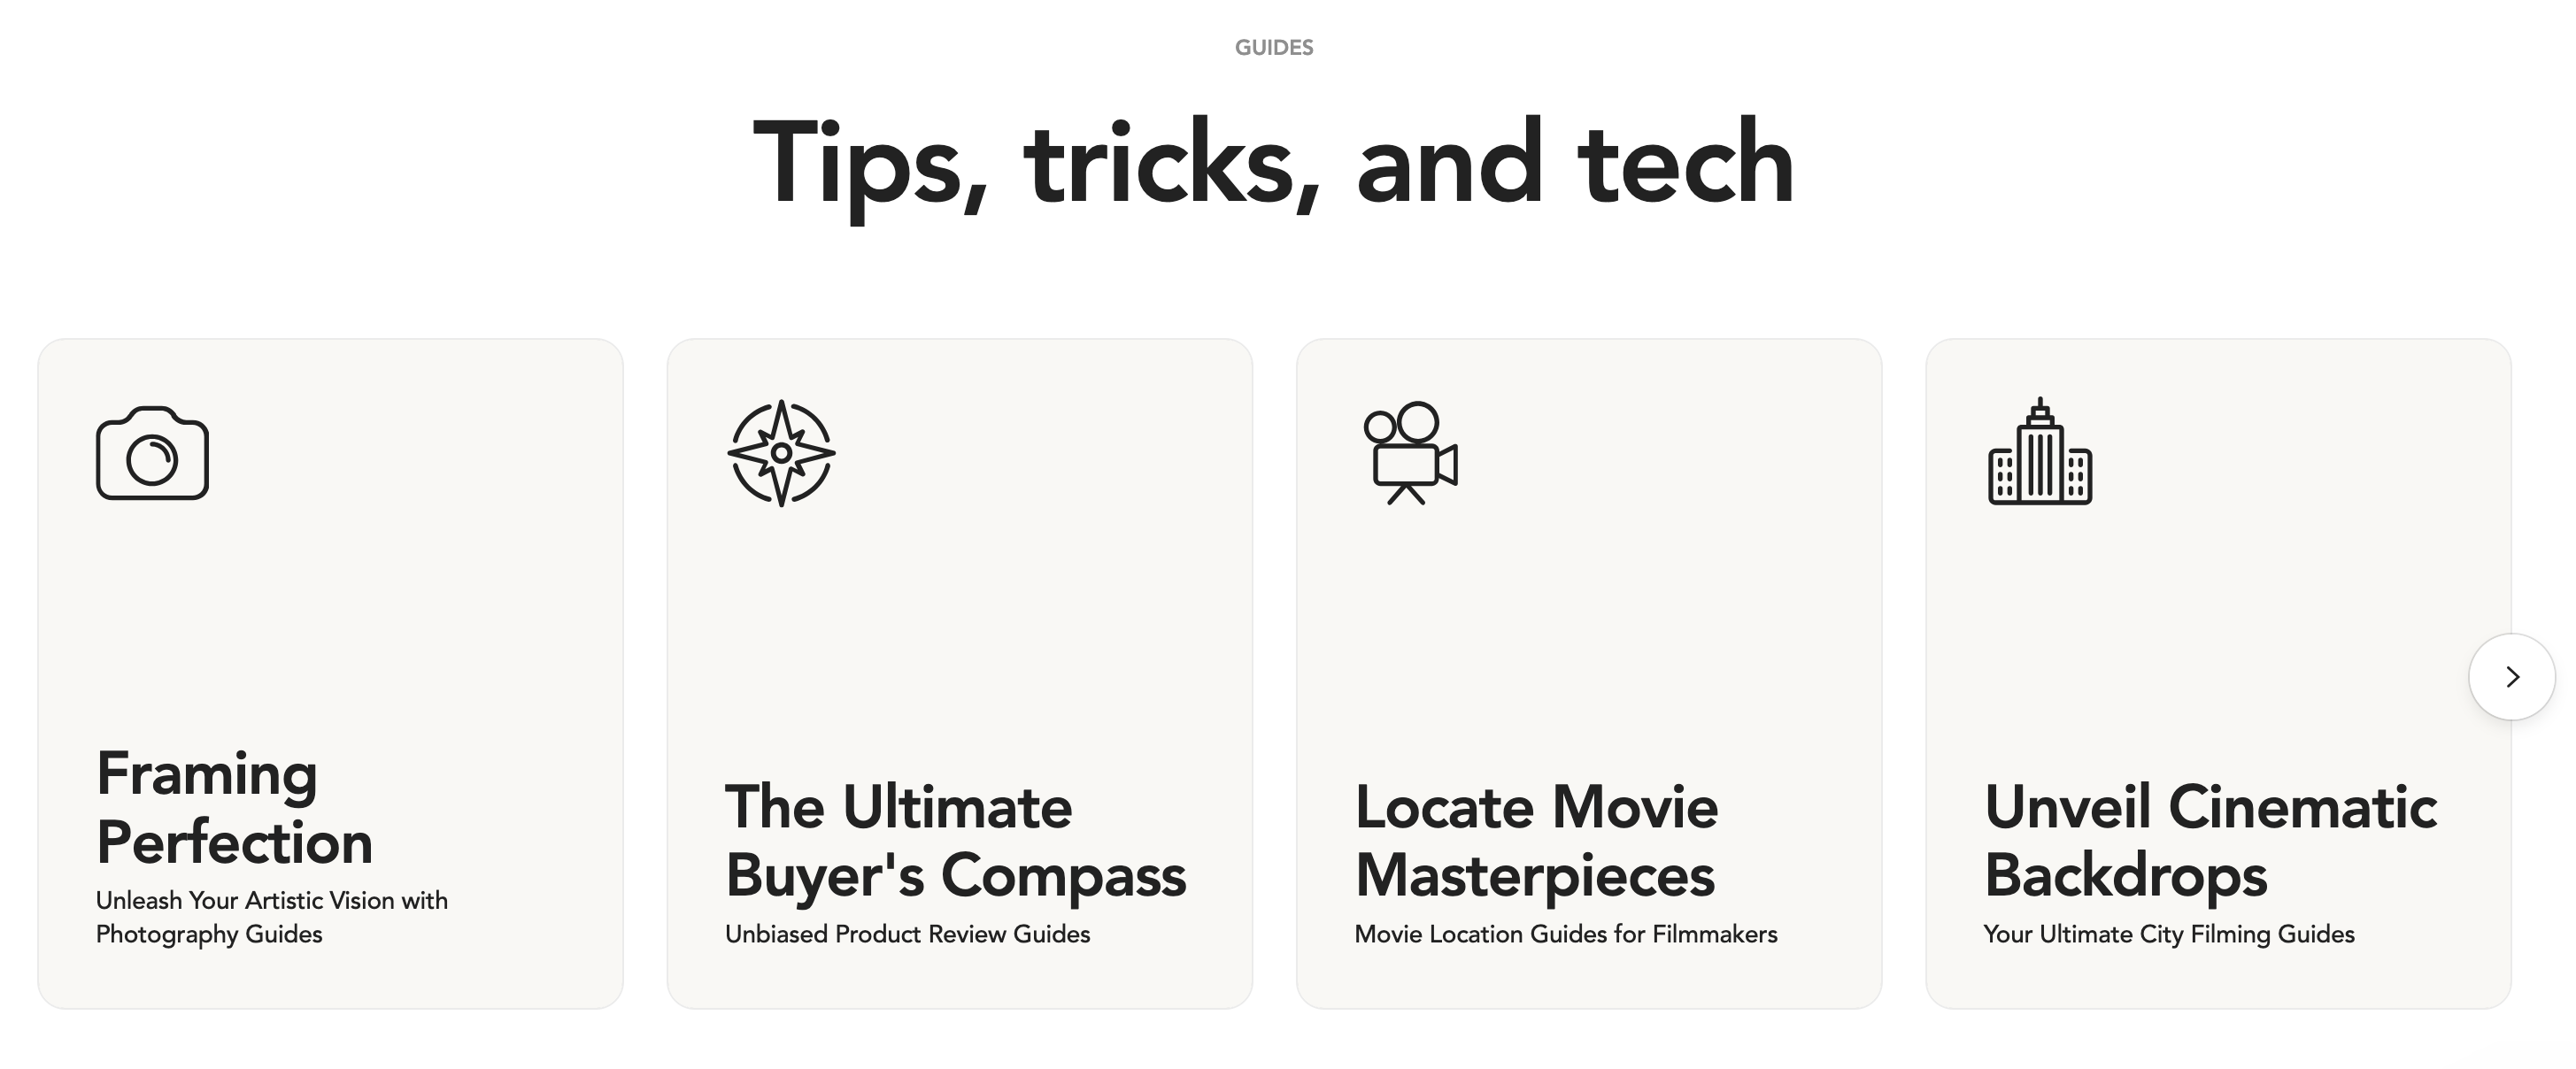 GUIDES
Tips, tricks, and tech
Framing
Perfection
Unleash Your Artistic Vision with
Photography Guides
The Ultimate
Buyer's Compass
Unbiased Product Review Guides
Locate Movie
Masterpieces
Movie Location Guides for Filmmakers
Unveil Cinematic
Backdrops
Your Ultimate City Filming Guides